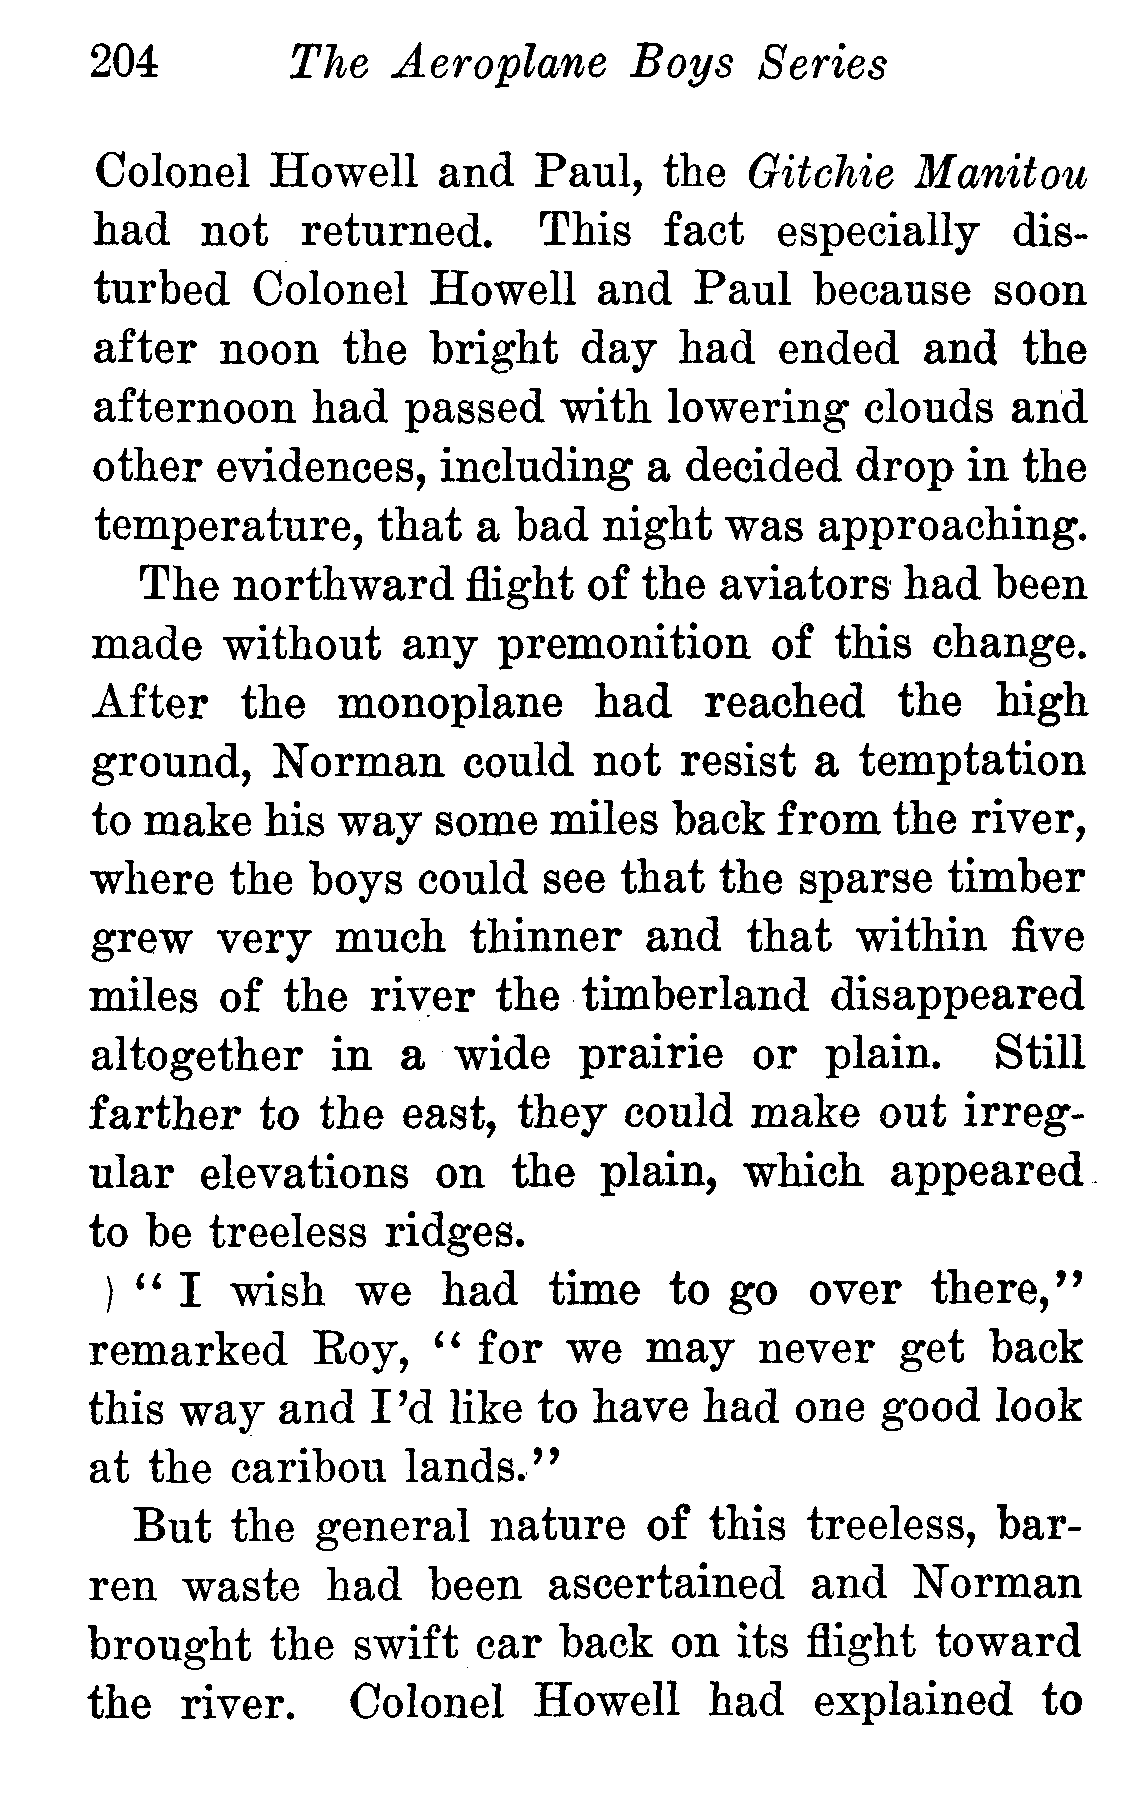 204 The Aeroplane Boys Series
Colonel Howell and Paul, the Gitchie Manitou
had not returned. This fact especially dis-
turbed Colonel Howell and Paul because soon
after noon the bright day had ended and the
afternoon had passed with lowering clouds and
other evidences, including a decided drop in the
temperature, that a bad night was approaching.
The northward flight of the aviators had been
made without any premonition of this change.
After the monoplane had reached the high
ground, Norman could not resist a temptation
to make his way some miles back from the river,
where the boys could see that the sparse timber
grew very much thinner and that within five
miles of the river the timberland disappeared
altogether in a wide prairie or plain. Still
farther to the east, they could make out irreg-
ular elevations on the plain, which appeared
to be treeless ridges.
“I wish we had time to go over there,”
remarked Roy, “for we may never get back
this way and I’d like to have had one good look
at the caribou lands.”
But the general nature of this treeless, bar-
ren waste had been ascertained and Norman
brought the swift car back on its flight toward
the river. Colonel Howell had explained to